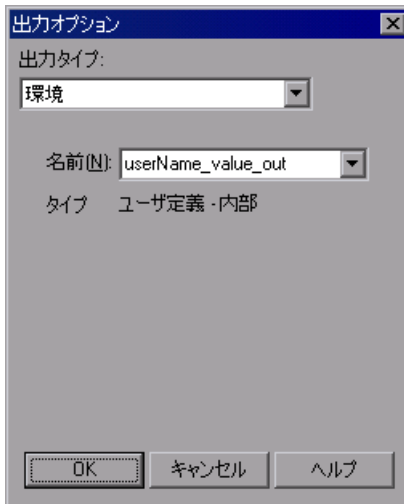 出力オプション
出力タイプ:
環境
名前(N): userName_value_out
タイプ ユーザ定義 - 内部
OK キャンセル ヘルプ